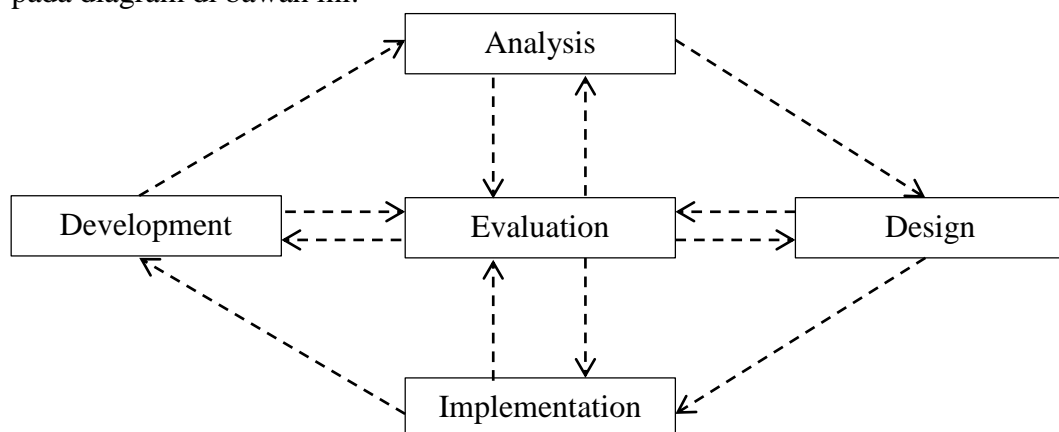 pada diagram di bawah ini:
Analysis
Development
Evaluation
Design
Implementation